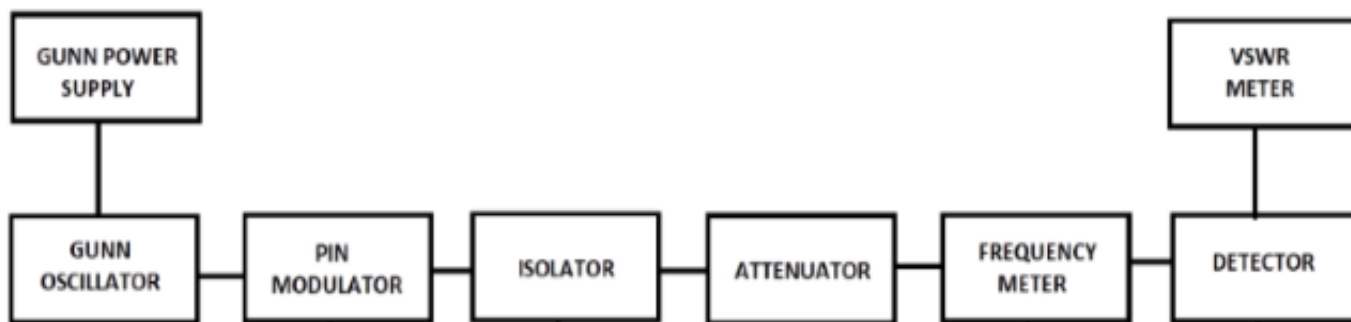 GUNN POWER
SUPPLY
VSWR
METER
GUNN
OSCILLATOR
PIN
MODULATOR
ISOLATOR
ATTENUATOR
FREQUENCY
METER
DETECTOR